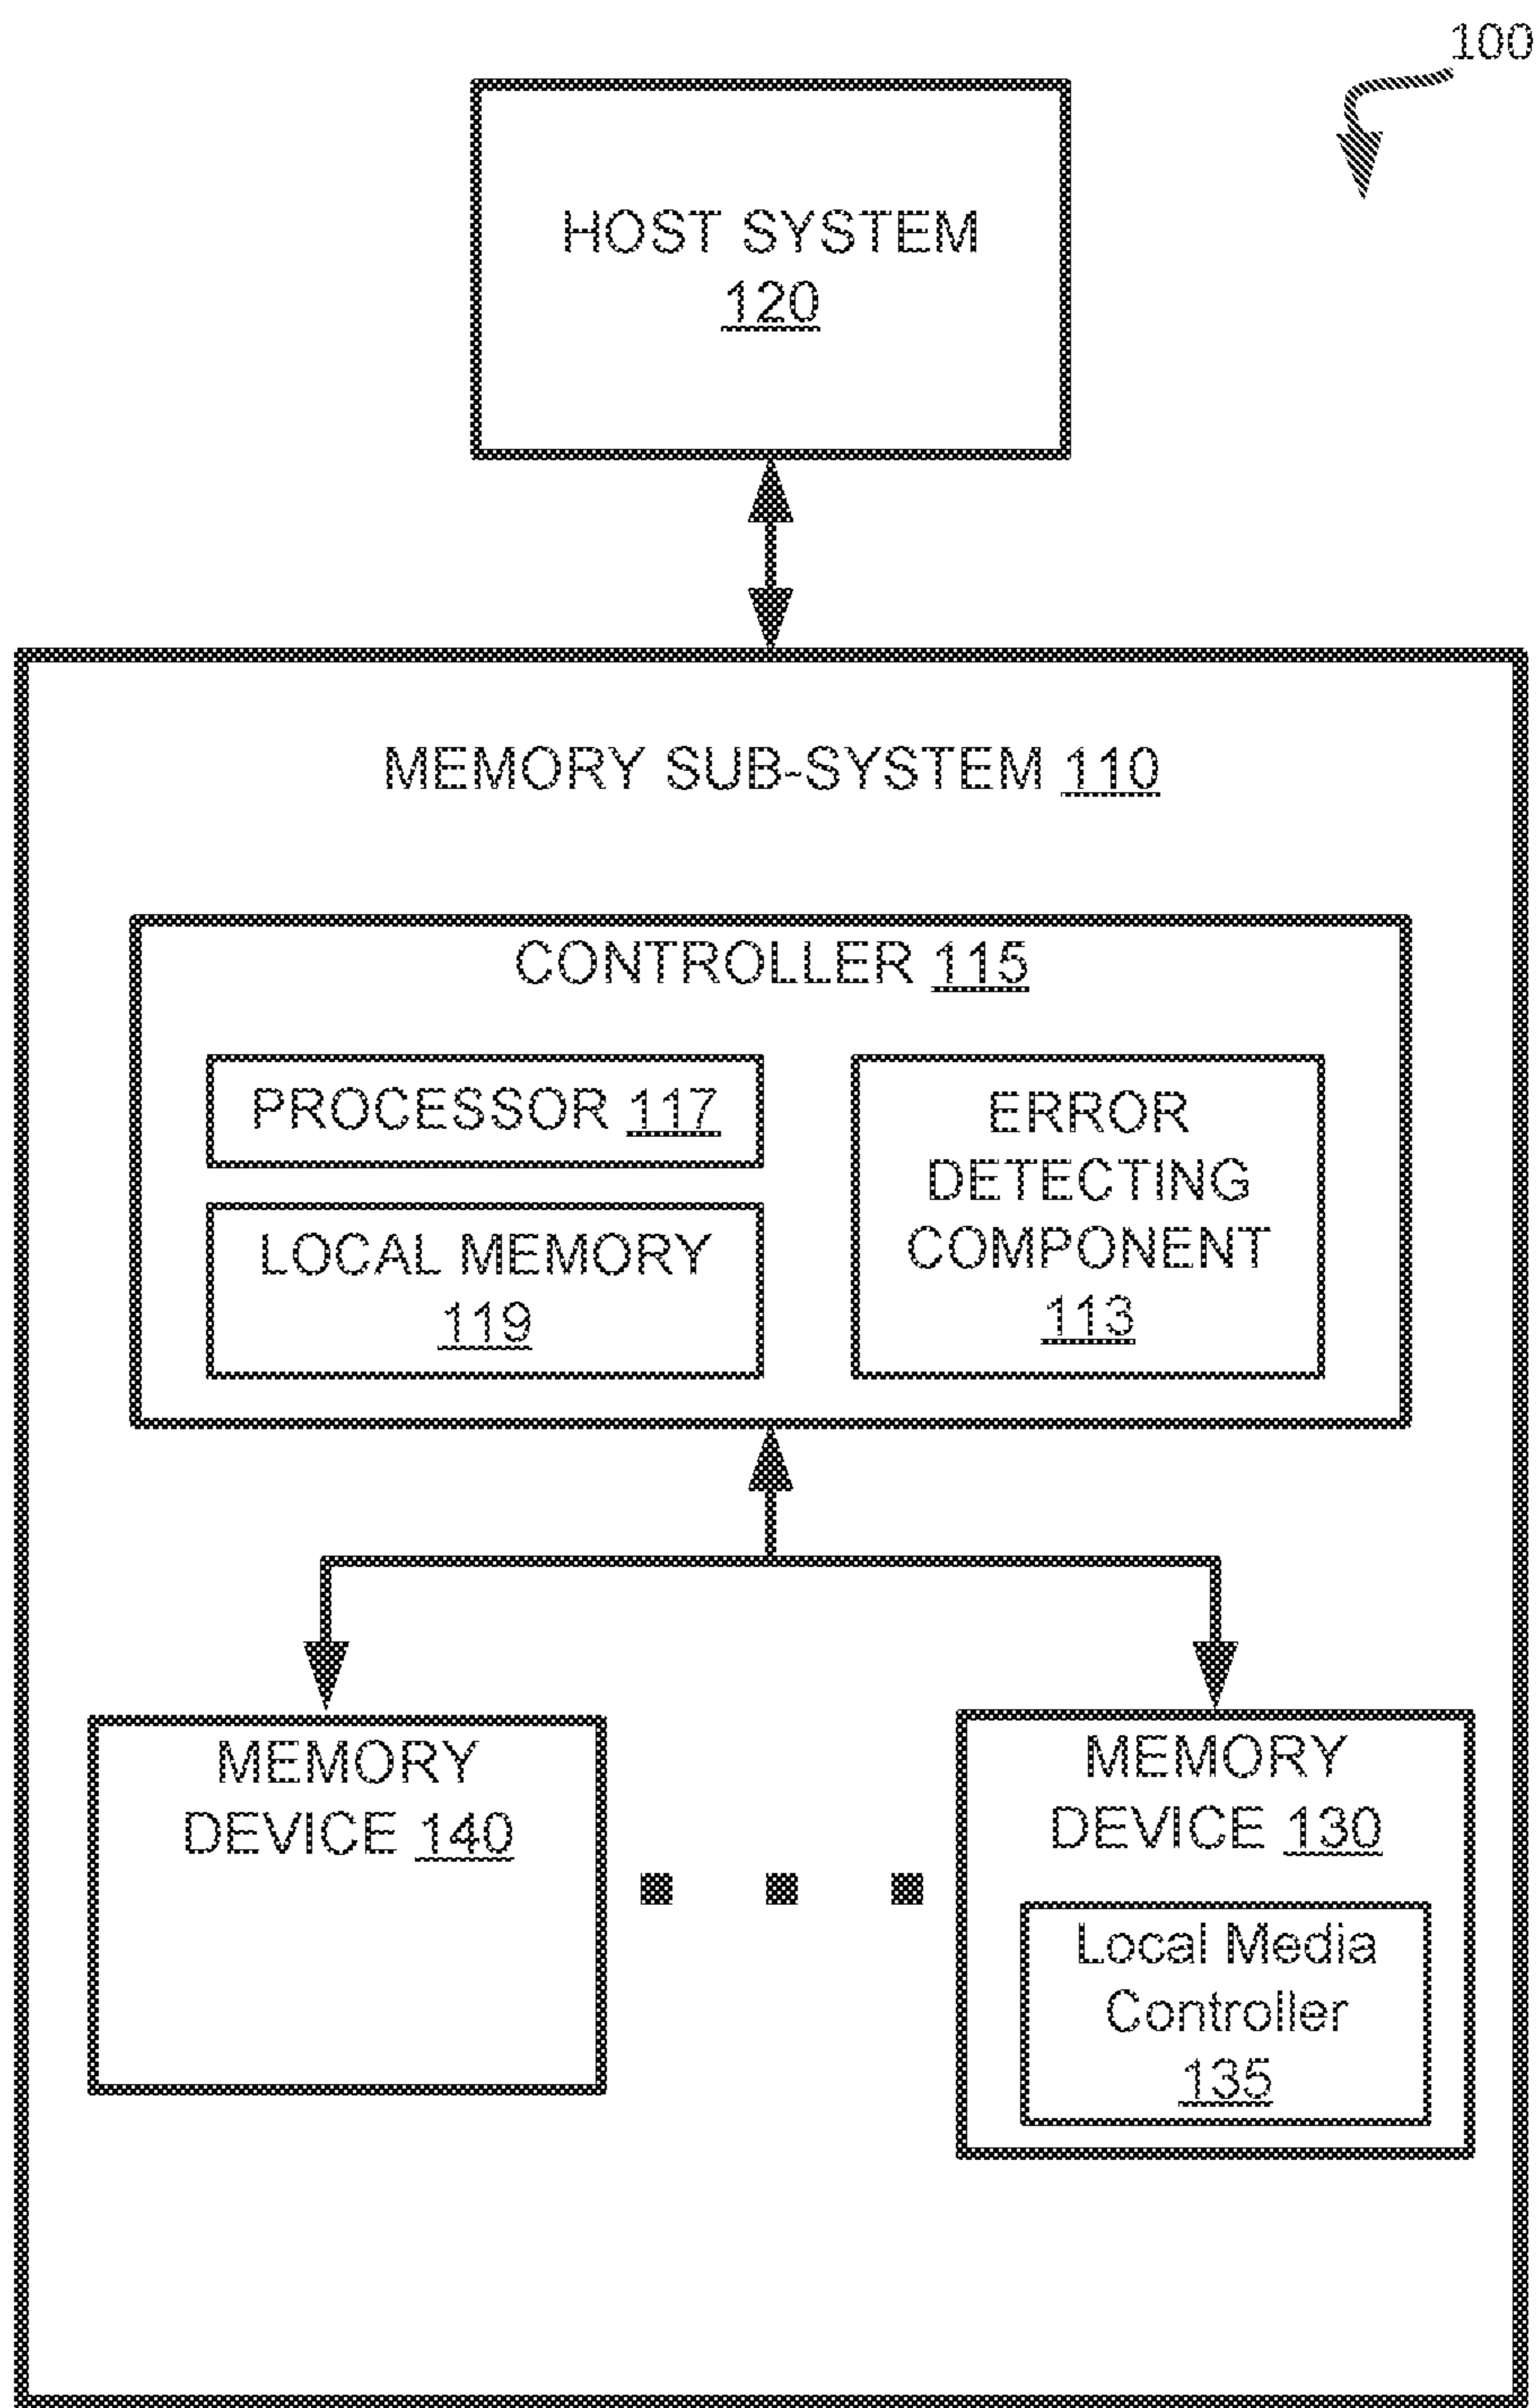 100
HOST SYSTEM
120
MEMORY SUB-SYSTEM 110
CONTROLLER 115
PROCESSOR 117
LOCAL MEMORY
119
ERROR
DETECTING
COMPONENT
113
MEMORY
DEVICE 140
MEMORY
DEVICE 130
Local Media
Controller
135